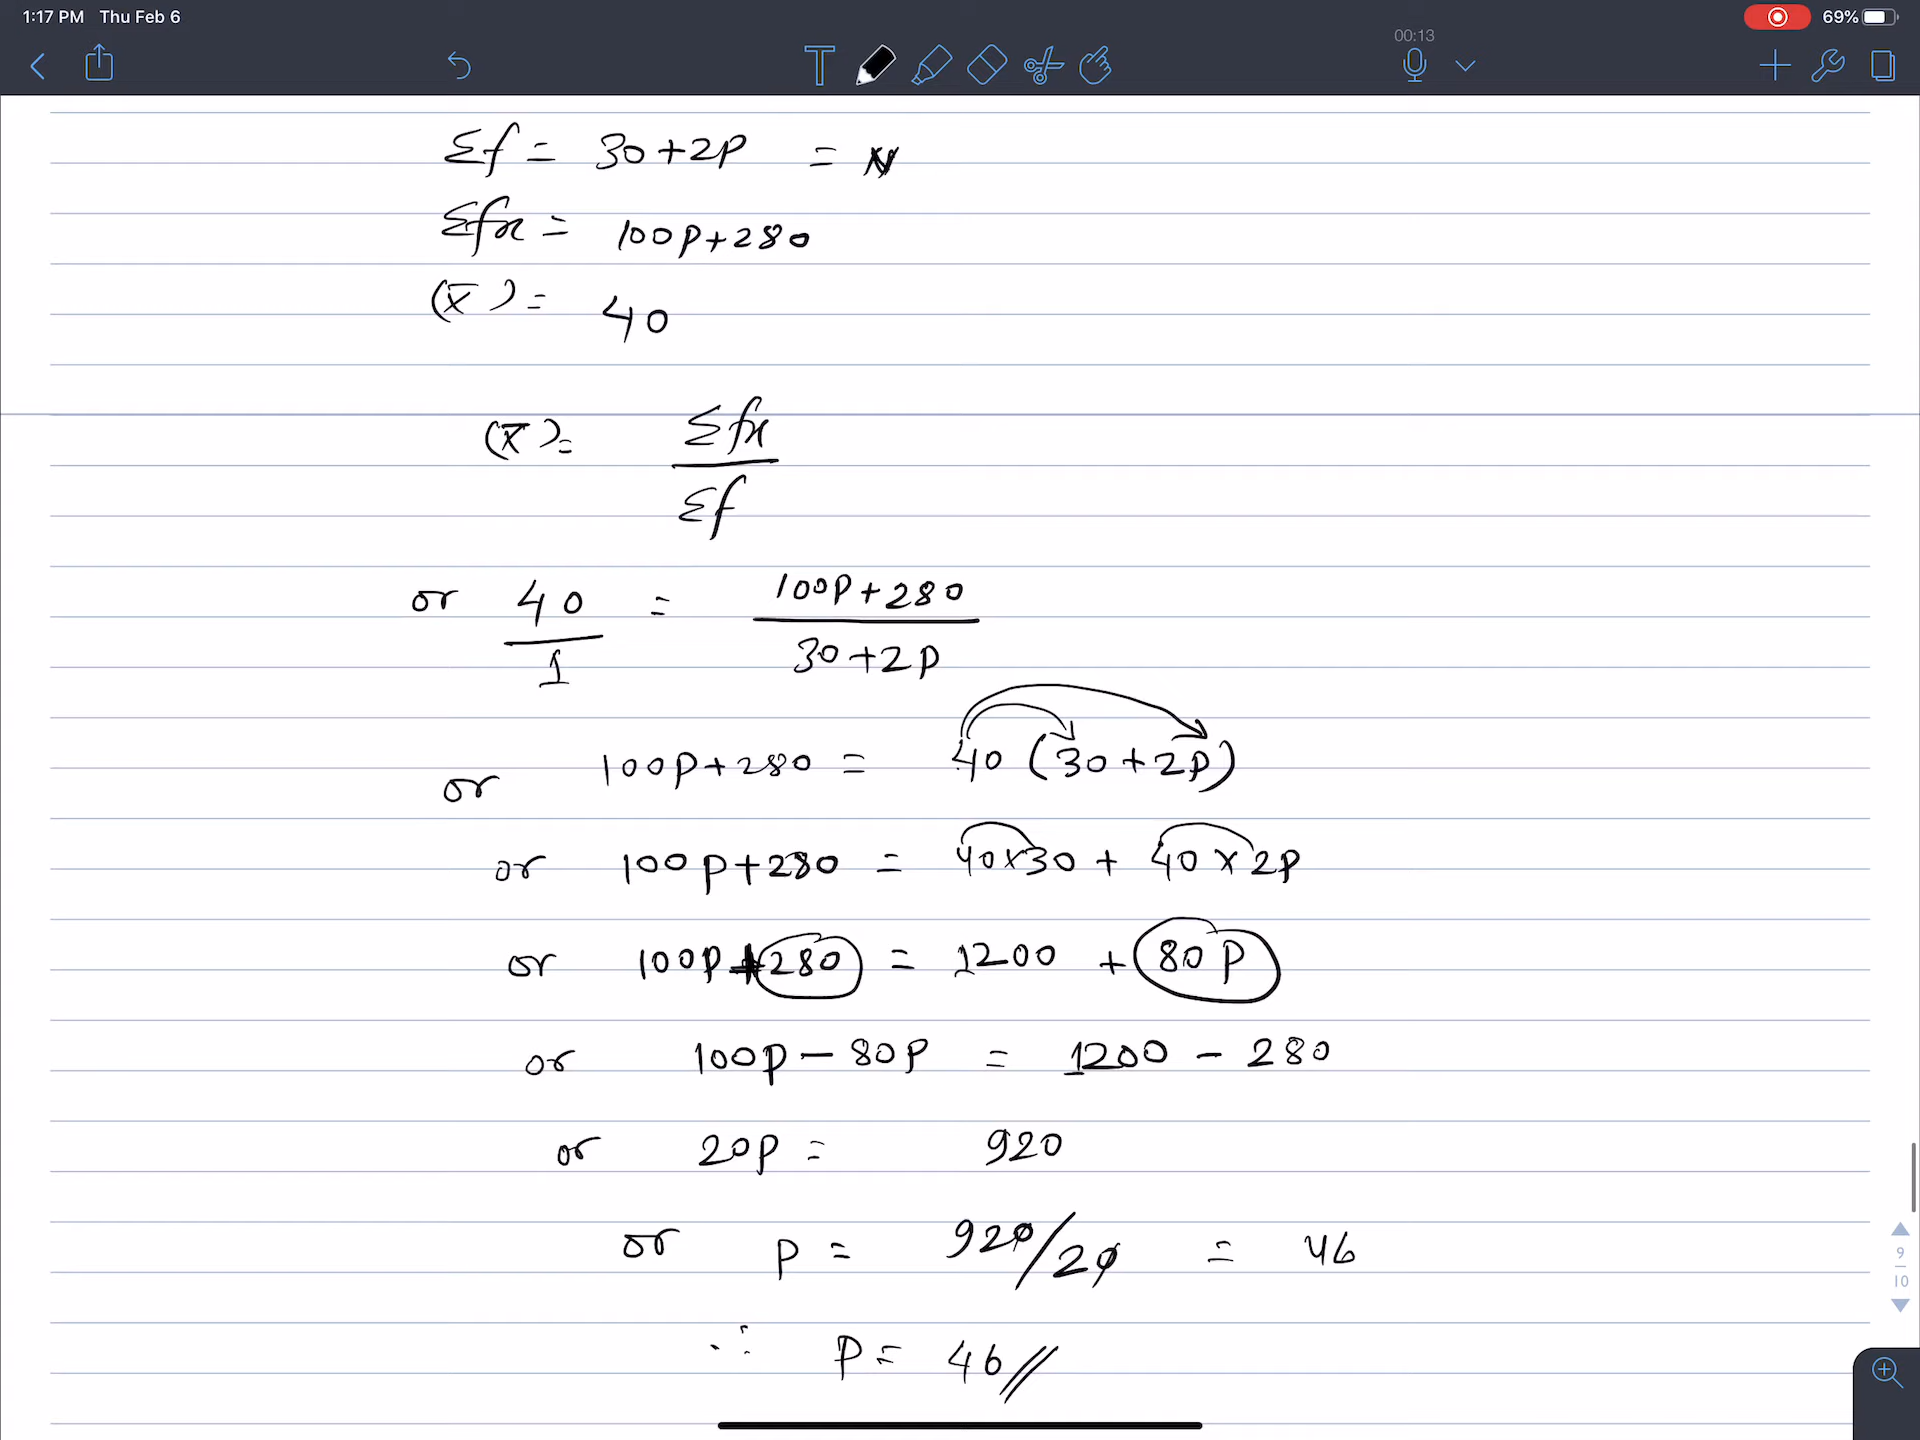 1:17 PM Thu Feb 6
69%
00:13
Σf = 30+2P = N
Σfx = 100P+280
(x̄) = 40
(x̄) = Σfx
Σf
or 40 = 100P+280
1 30+2P
or 100P+280 = 40 (30+2P)
or 100P+280 = 40×30 + 40×2P
or 100P+280 = 1200 + 80P
or 100P – 80P = 1200 – 280
or 20P = 920
or P = 920/20 = 46
∴ P = 46//
9
10